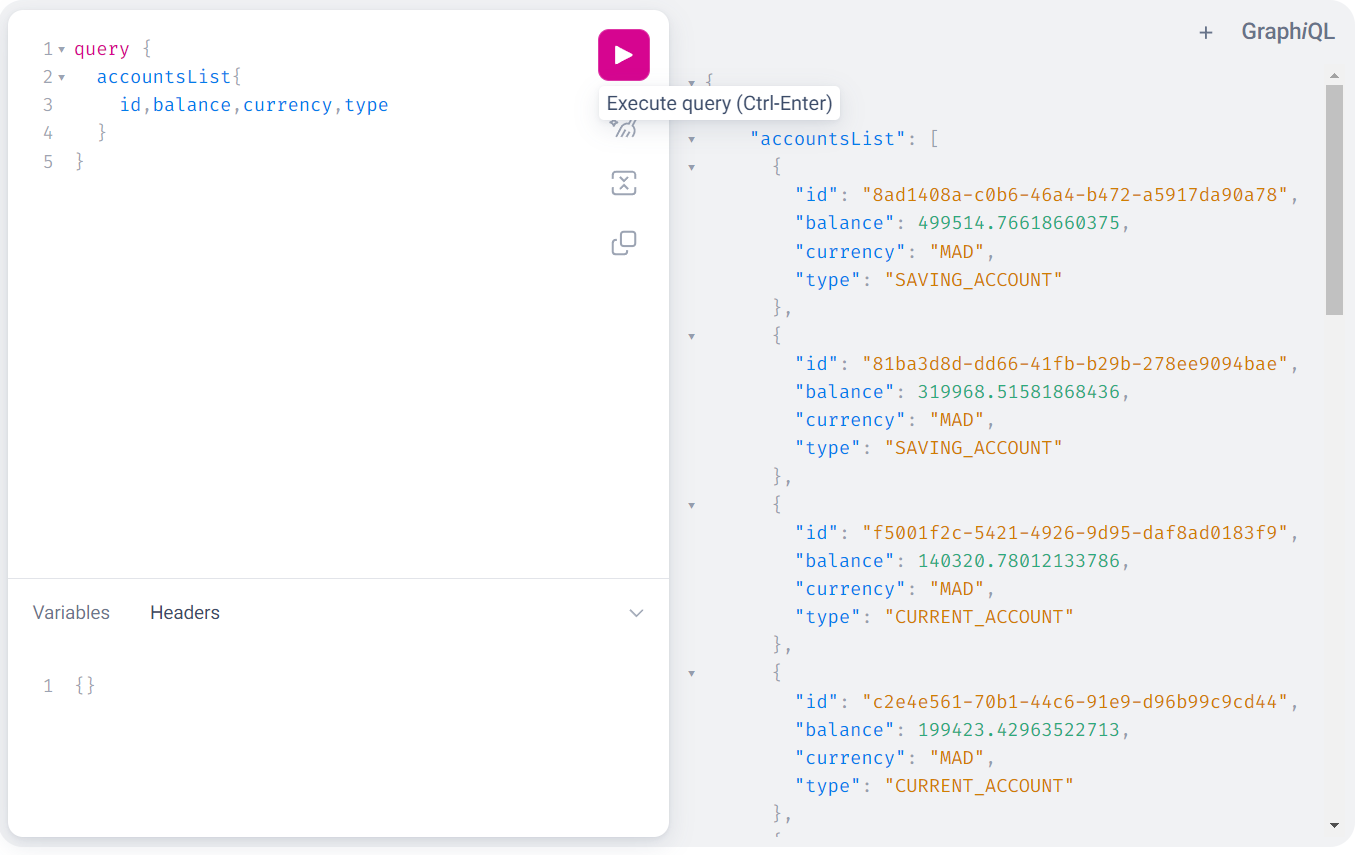 1 query {
2 accountsList{
3 id,balance,currency,type
4 }
5 }
Execute query (Ctrl-Enter)
Variables Headers
1 {}
+ GraphiQL
{
"accountsList": [
{
"id": "8ad1408a-c0b6-46a4-b472-a5917da90a78",
"balance": 499514.76618660375,
"currency": "MAD",
"type": "SAVING_ACCOUNT"
},
{
"id": "81ba3d8d-dd66-41fb-b29b-278ee9094bae",
"balance": 319968.51581868436,
"currency": "MAD",
"type": "SAVING_ACCOUNT"
},
{
"id": "f5001f2c-5421-4926-9d95-daf8ad0183f9",
"balance": 140320.78012133786,
"currency": "MAD",
"type": "CURRENT_ACCOUNT"
},
{
"id": "c2e4e561-70b1-44c6-91e9-d96b99c9cd44",
"balance": 199423.42963522713,
"currency": "MAD",
"type": "CURRENT_ACCOUNT"
},